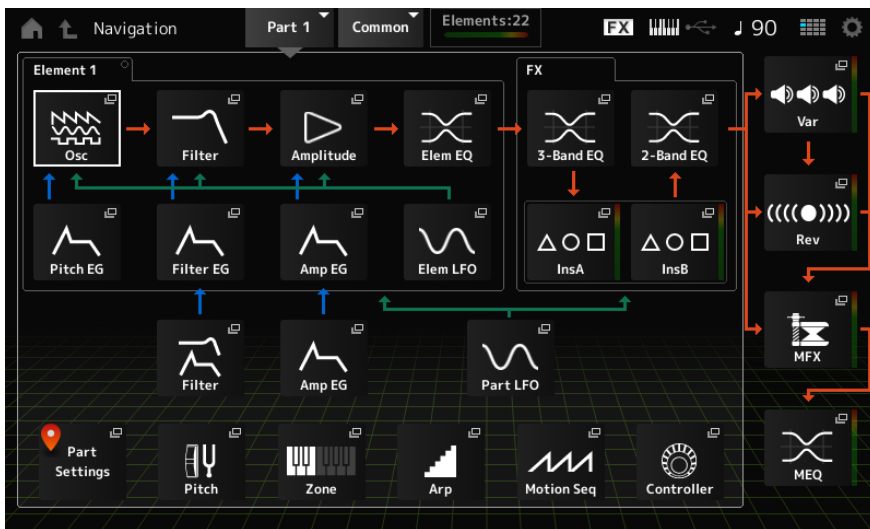 Navigation
Part 1
Common
Elements:22
FX
90
Element 1
FX
Osc
Filter
Amplitude
Elem EQ
3-Band EQ
2-Band EQ
Var
Pitch EG
Filter EG
Amp EG
Elem LFO
InsA
InsB
Rev
Filter
Amp EG
Part LFO
MFX
Part
Settings
Pitch
Zone
Arp
Motion Seq
Controller
MEQ